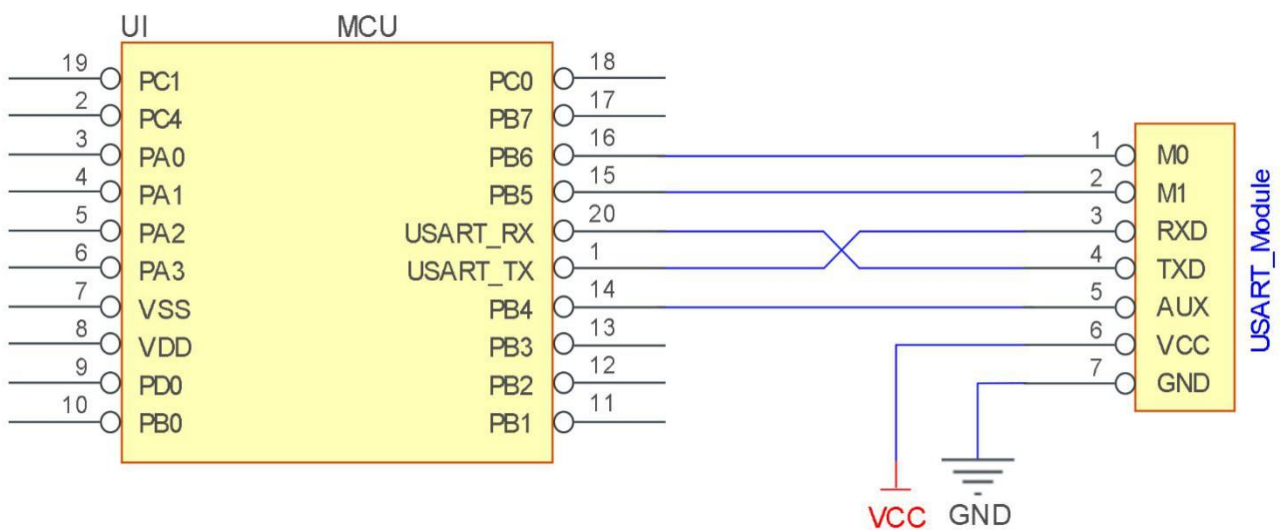 UI MCU
19 PC1 PC0 18
2 PC4 PB7 17
3 PA0 PB6 16 1 M0
4 PA1 PB5 15 2 M1
5 PA2 USART_RX 20 3 RXD
6 PA3 USART_TX 1 4 TXD
7 VSS PB4 14 5 AUX
8 VDD PB3 13 6 VCC
9 PD0 PB2 12 7 GND
10 PB0 PB1 11
USART_Module
VCC GND